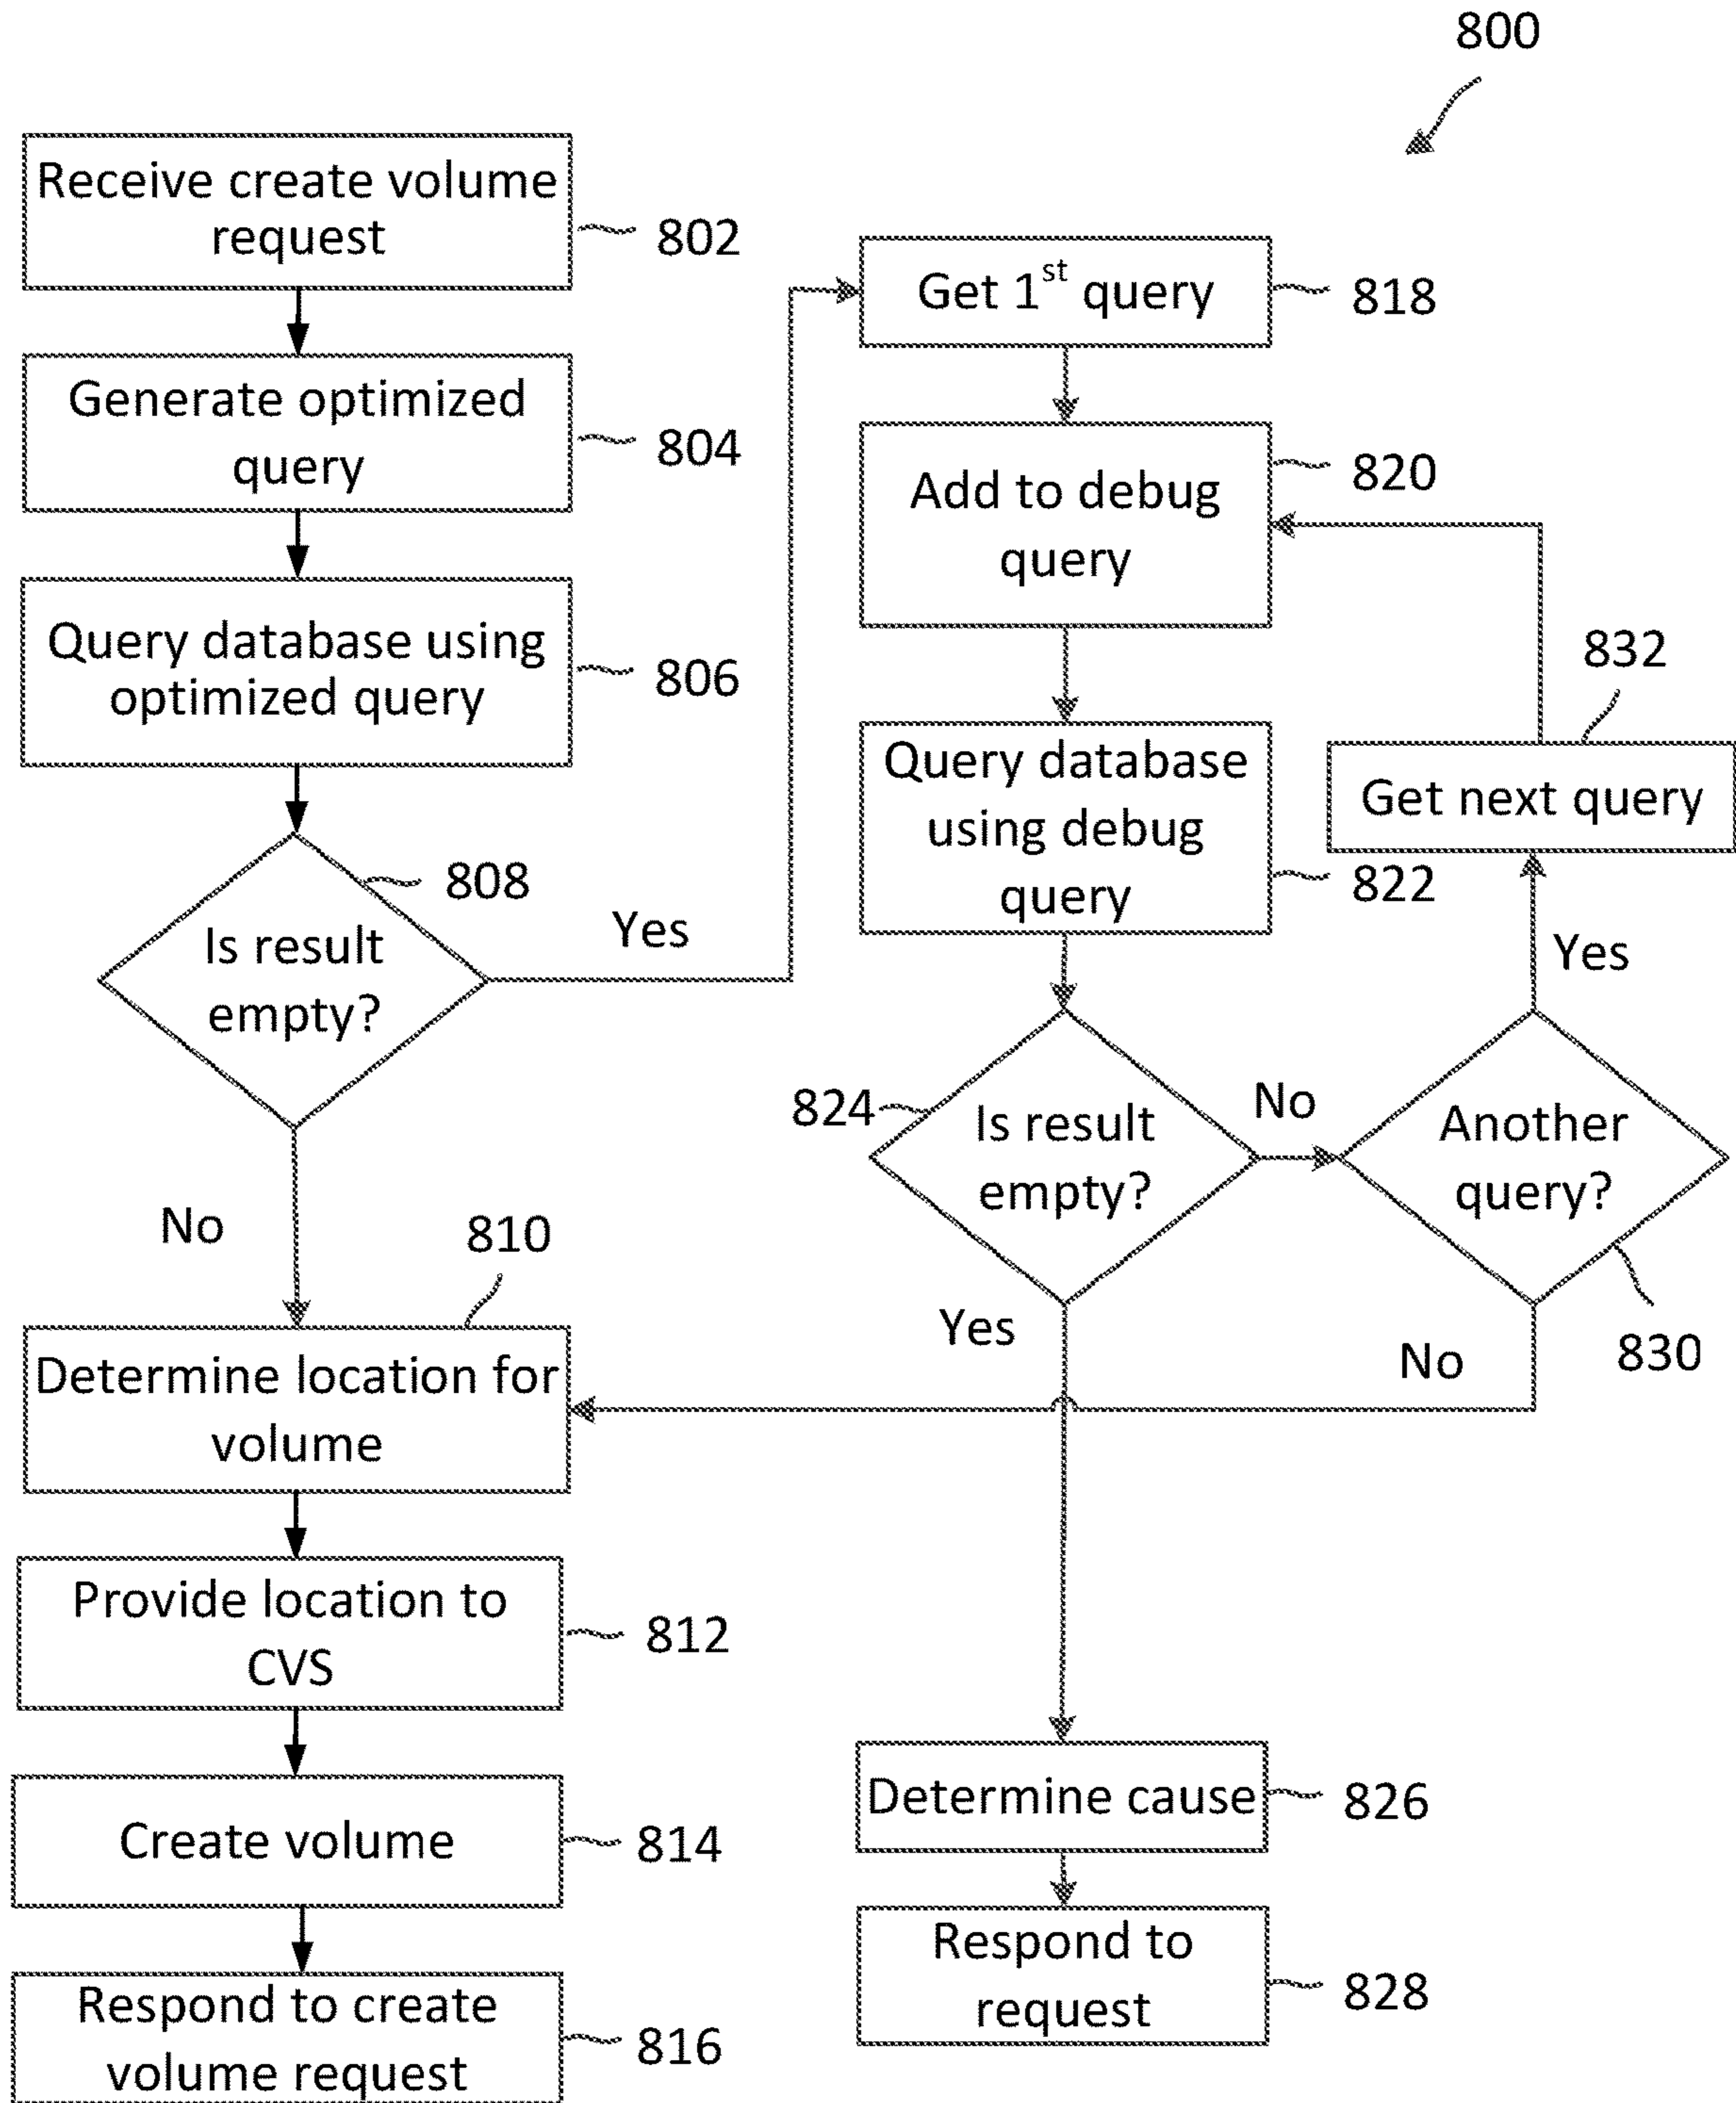 800
Receive create volume
request
802
Generate optimized
query
804
Query database using
optimized query
806
Is result
empty?
808
Yes
No
Determine location for
volume
810
Provide location to
CVS
812
Create volume
814
Respond to create
volume request
816
Get 1st query
818
Add to debug
query
820
Query database
using debug
query
822
Is result
empty?
824
No
Yes
Another
query?
830
Yes
No
Get next query
832
Determine cause
826
Respond to
request
828